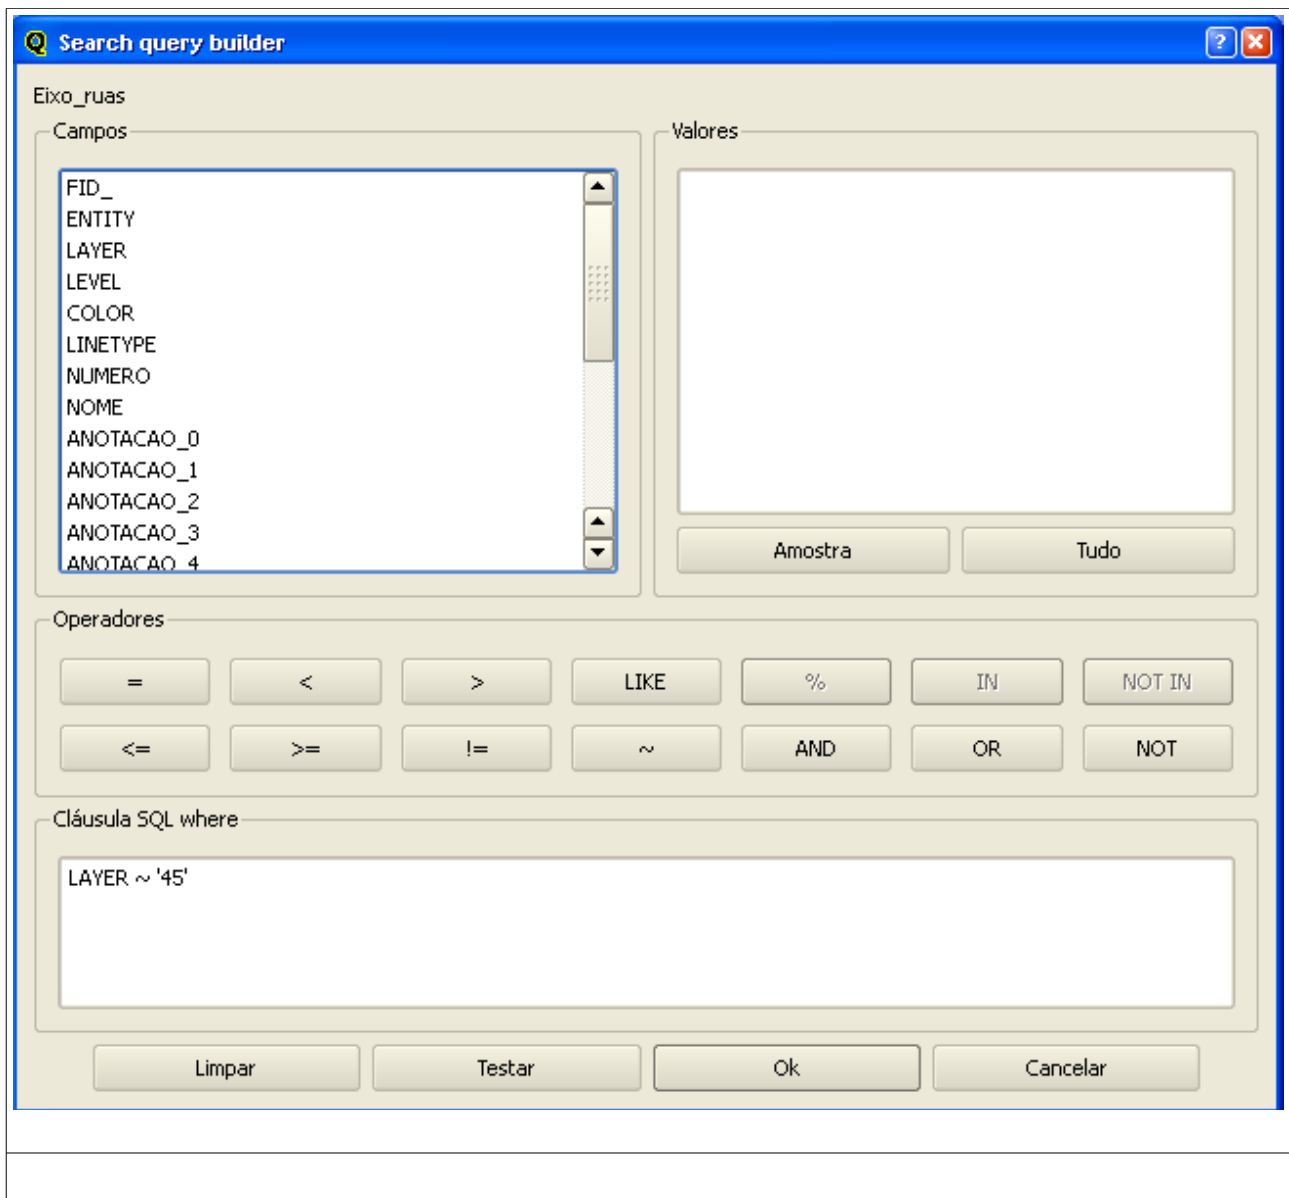 Search query builder
Eixo_ruas
Campos
FID_
ENTITY
LAYER
LEVEL
COLOR
LINETYPE
NUMERO
NOME
ANOTACAO_0
ANOTACAO_1
ANOTACAO_2
ANOTACAO_3
ANOTACAO_4
Valores
Amostra Tudo
Operadores
= < > LIKE % IN NOT IN
<= >= != ~ AND OR NOT
Cláusula SQL where
LAYER ~ '45'
Limpar Testar Ok Cancelar